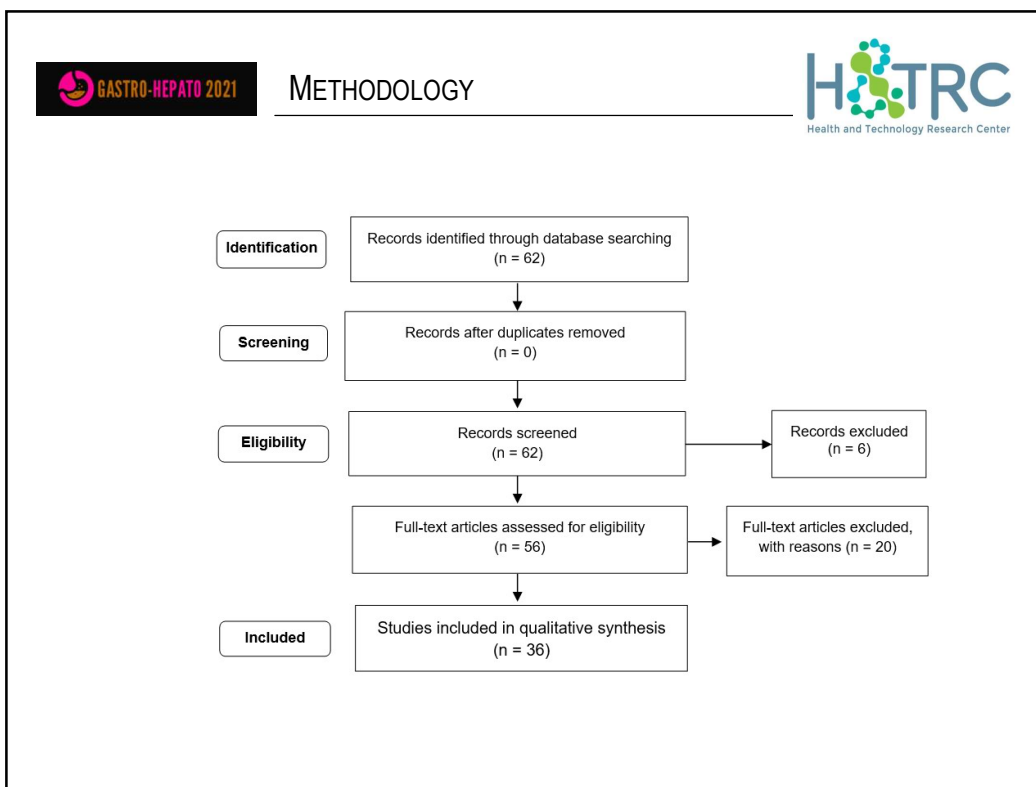 GASTRO-HEPATO 2021
METHODOLOGY
H&TRC
Health and Technology Research Center
Identification
Records identified through database searching
(n = 62)
Screening
Records after duplicates removed
(n = 0)
Eligibility
Records screened
(n = 62)
Records excluded
(n = 6)
Full-text articles assessed for eligibility
(n = 56)
Full-text articles excluded,
with reasons (n = 20)
Included
Studies included in qualitative synthesis
(n = 36)